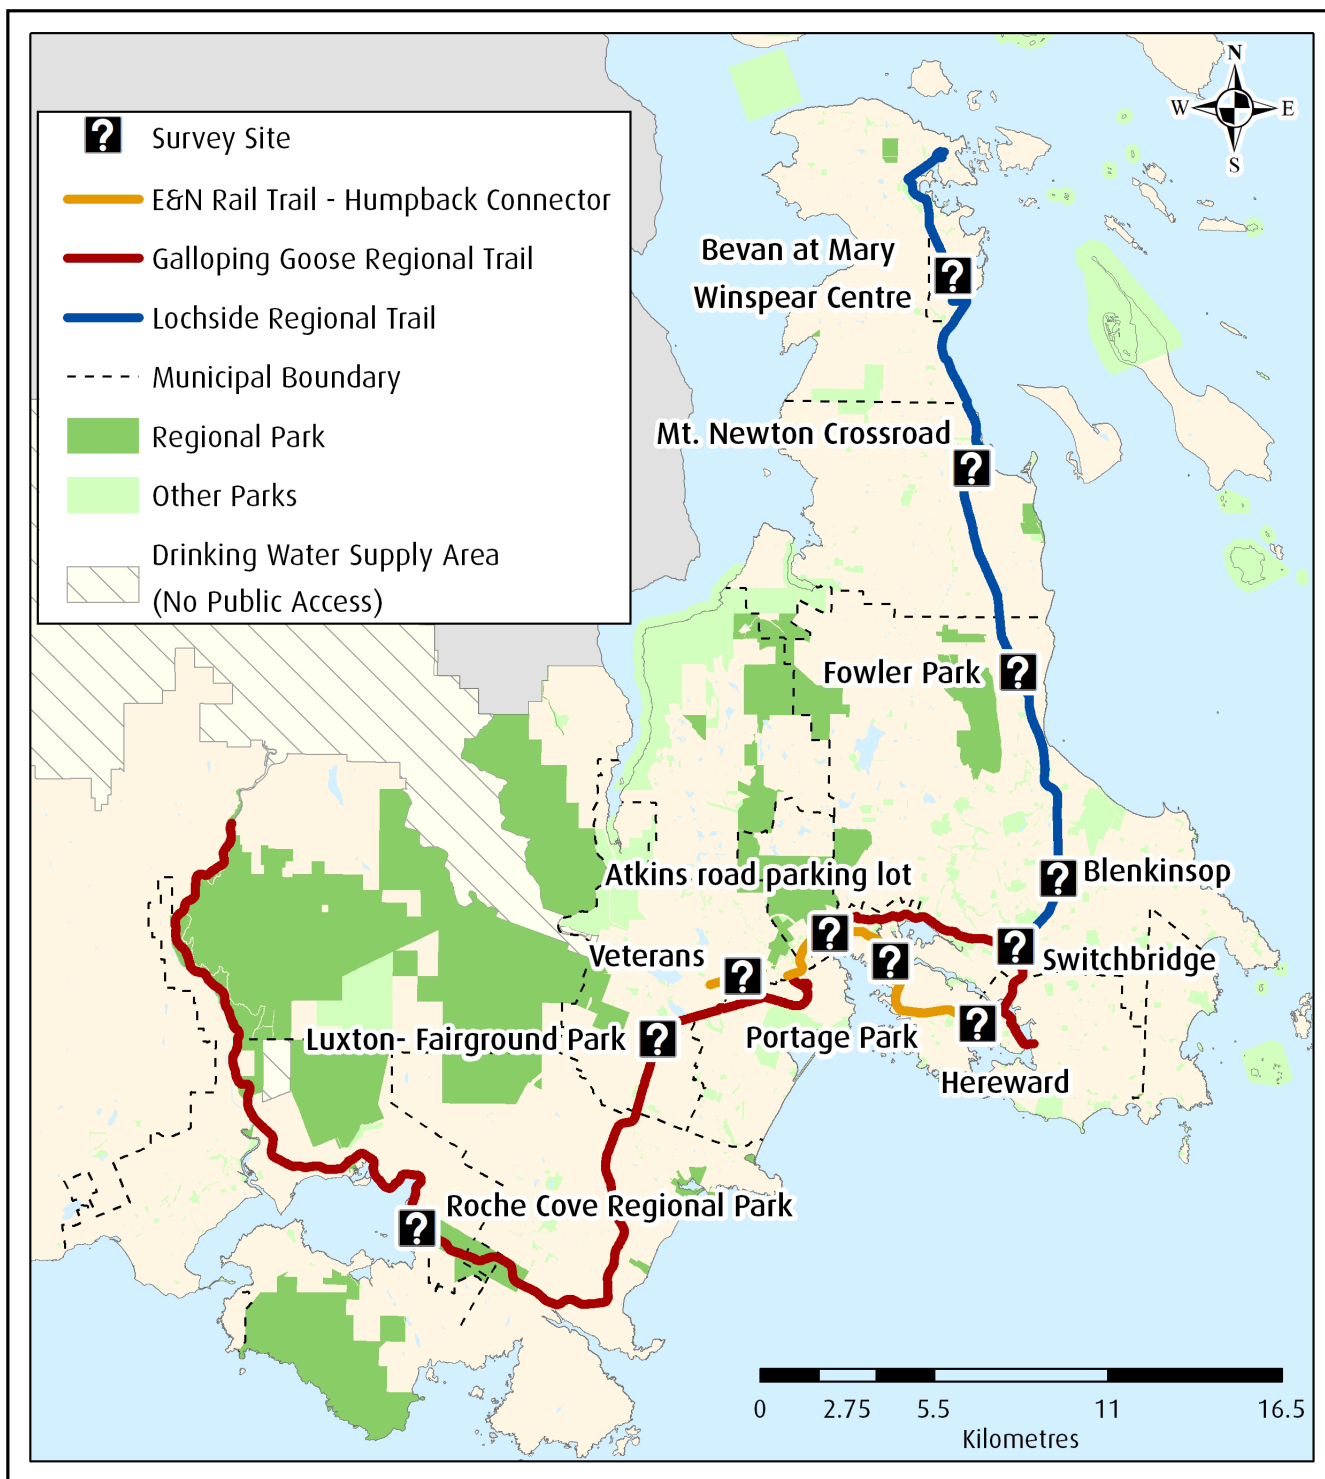 N
W E
S
? Survey Site
E&N Rail Trail - Humpback Connector
Galloping Goose Regional Trail
Lochside Regional Trail
Municipal Boundary
Regional Park
Other Parks
Drinking Water Supply Area
(No Public Access)
Bevan at Mary
Winspear Centre
?
Mt. Newton Crossroad
?
Fowler Park ?
Atkins road parking lot
? Blenkinsop
?
?
Switchbridge
Veterans ?
?
Luxton- Fairground Park ?
Portage Park
?
Hereward
Roche Cove Regional Park
?
0 2.75 5.5 11 16.5
Kilometres